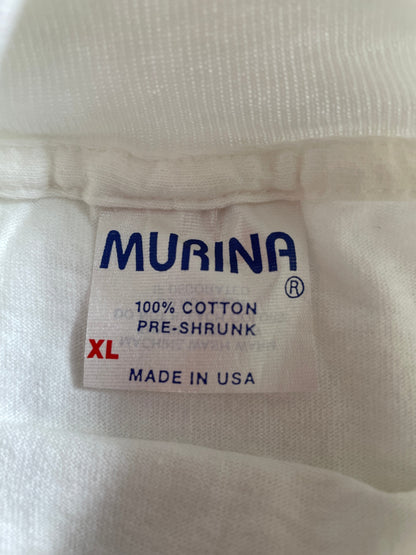 MURINA
®
100% COTTON
PRE-SHRUNK
XL
MADE IN USA